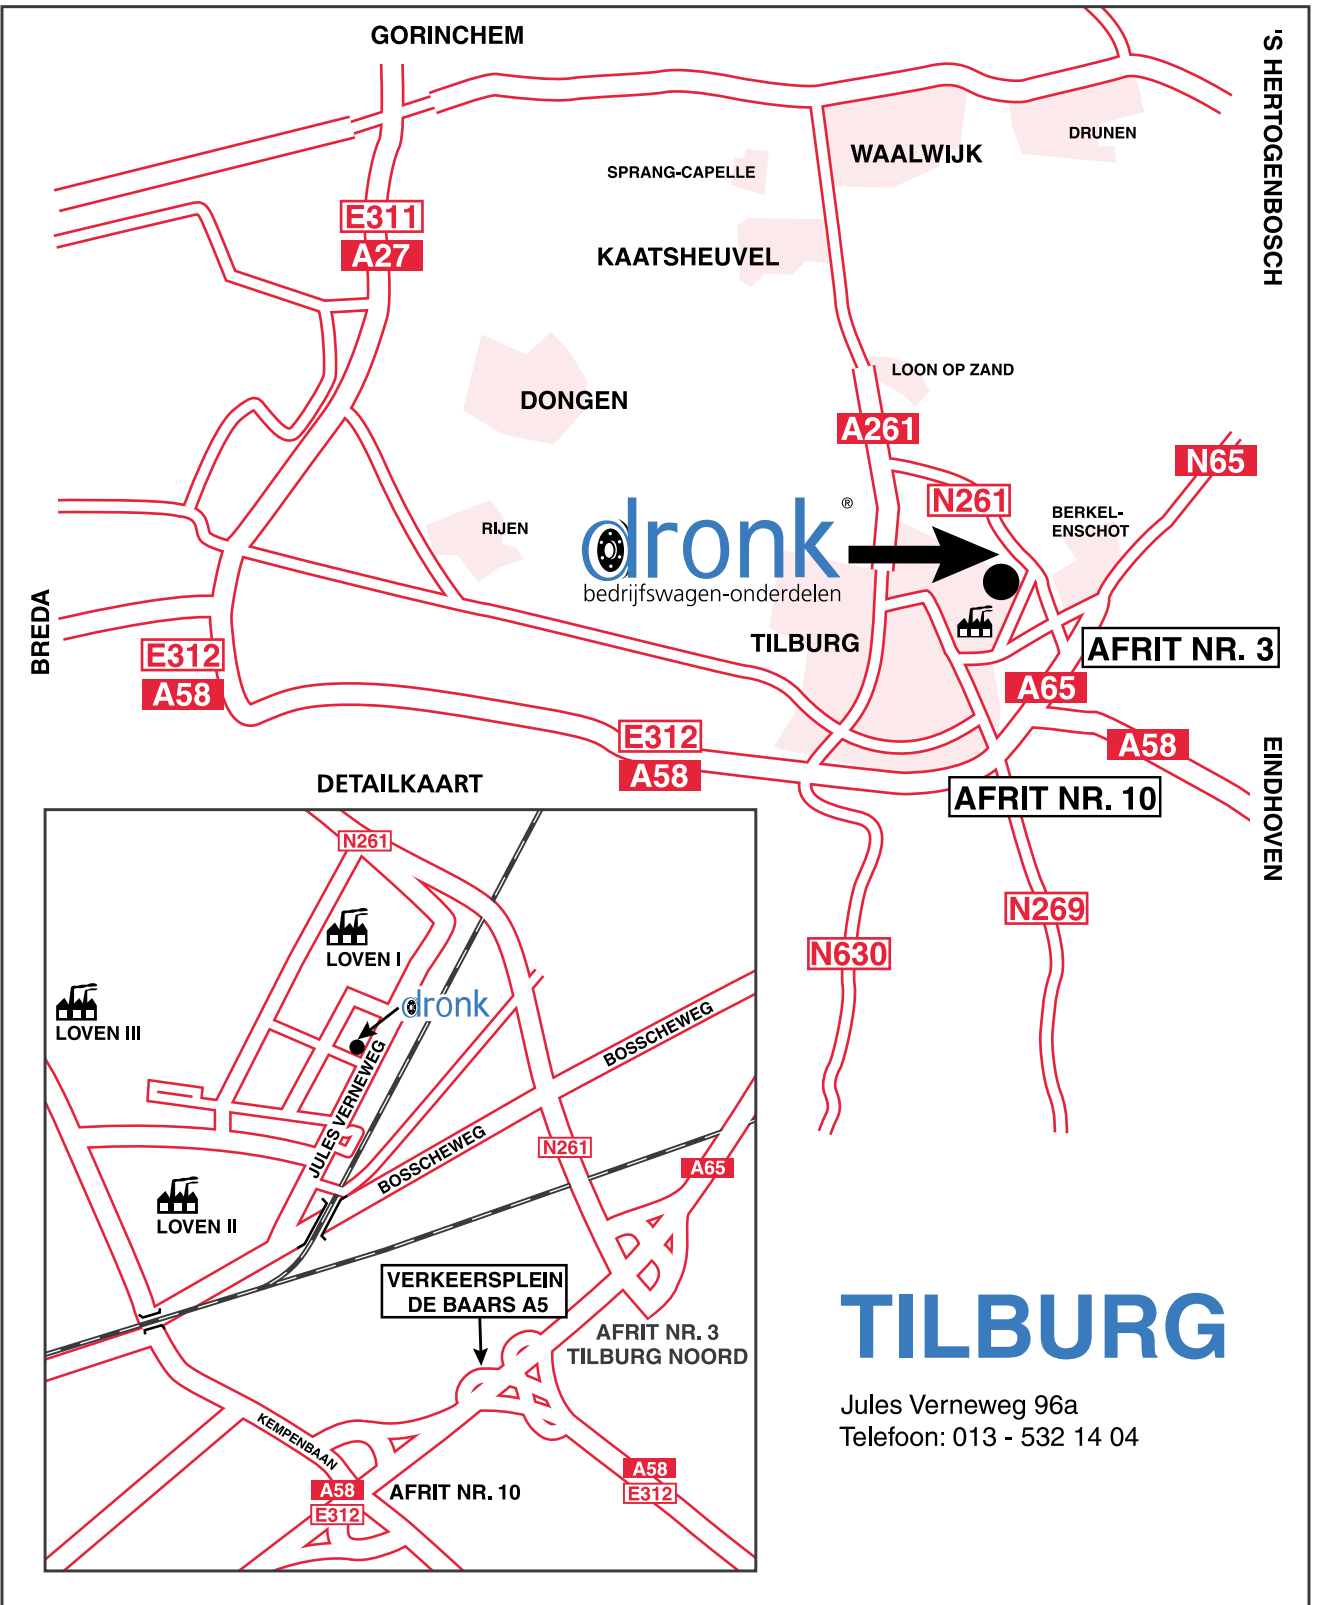 GORINCHEM
'S HERTOGENBOSCH
DRUNEN
WAALWIJK
SPRANG-CAPELLE
E311
A27
KAATSHEUVEL
LOON OP ZAND
DONGEN
A261
N65
N261
BERKEL-
ENSCHOT
RIJEN
dronk®
bedrijfswagen-onderdelen
BREDA
TILBURG
AFRIT NR. 3
E312
A58
A65
E312
A58
A58
EINDHOVEN
AFRIT NR. 10
N269
N630
DETAILKAART
N261
LOVEN I
LOVEN III
dronk
BOSSCHEWEG
JULES VERNEWEG
BOSSCHEWEG
N261
A65
LOVEN II
VERKEERSPLEIN
DE BAARS A5
AFRIT NR. 3
TILBURG NOORD
KEMPENBAAN
A58
E312
AFRIT NR. 10
A58
E312
TILBURG
Jules Verneweg 96a
Telefoon: 013 - 532 14 04